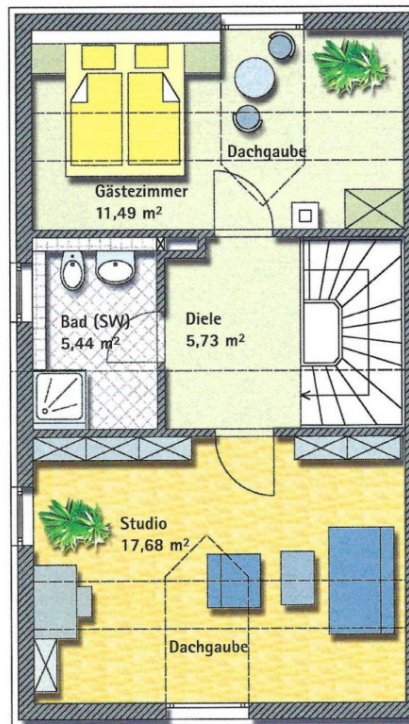 Dachgaube
Gästezimmer
11,49 m²
Bad (SW)
5,44 m²
Diele
5,73 m²
Studio
17,68 m²
Dachgaube